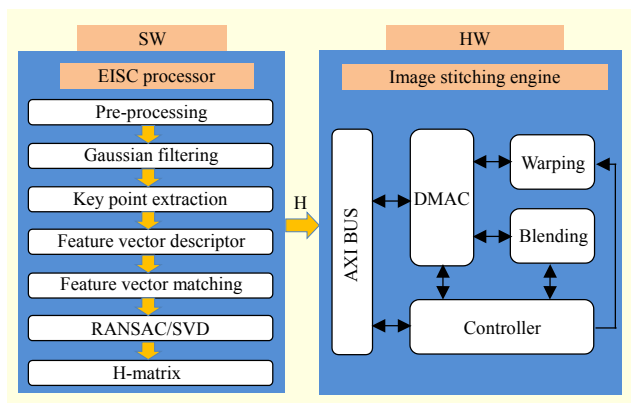 SW
EISC processor
Pre-processing
Gaussian filtering
Key point extraction
Feature vector descriptor
Feature vector matching
RANSAC/SVD
H-matrix
H
HW
Image stitching engine
AXI BUS
DMAC
Warping
Blending
Controller